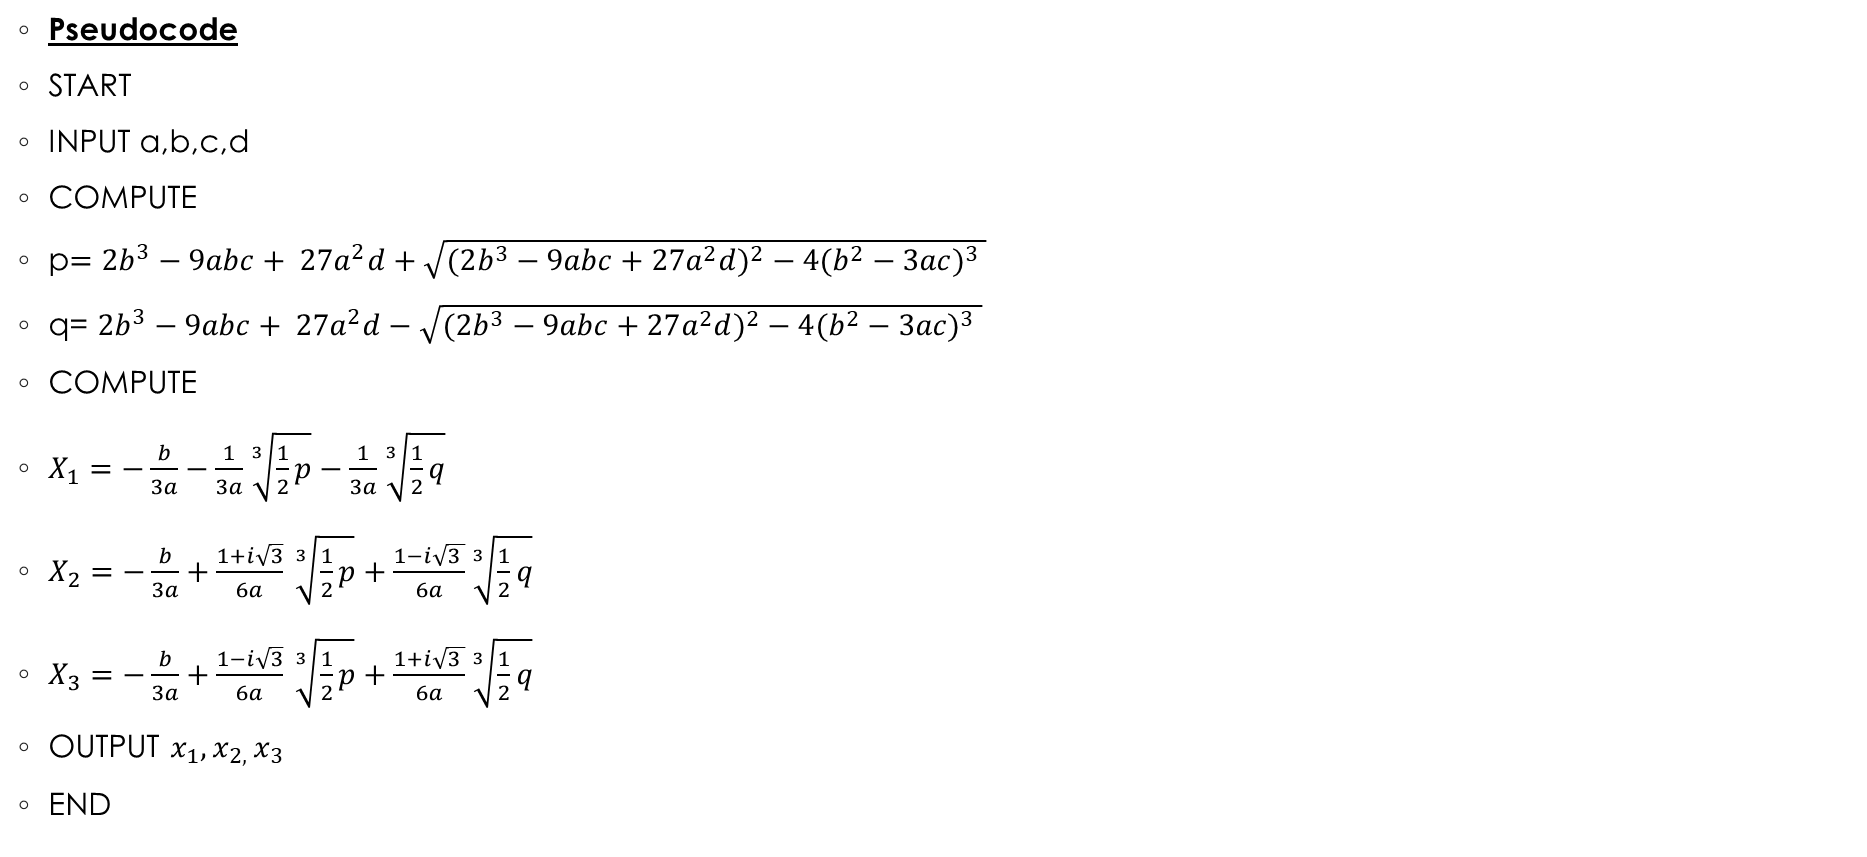 ◦ Pseudocode
◦ START
◦ INPUT a,b,c,d
◦ COMPUTE
◦ p= 2b³ − 9abc + 27a²d + √((2b³ − 9abc + 27a²d)² − 4(b² − 3ac)³)
◦ q= 2b³ − 9abc + 27a²d − √((2b³ − 9abc + 27a²d)² − 4(b² − 3ac)³)
◦ COMPUTE
◦ X₁ = − b/3a − 1/3a ∛(1/2 p) − 1/3a ∛(1/2 q)
◦ X₂ = − b/3a + (1+i√3)/6a ∛(1/2 p) + (1−i√3)/6a ∛(1/2 q)
◦ X₃ = − b/3a + (1−i√3)/6a ∛(1/2 p) + (1+i√3)/6a ∛(1/2 q)
◦ OUTPUT x₁, x₂, x₃
◦ END